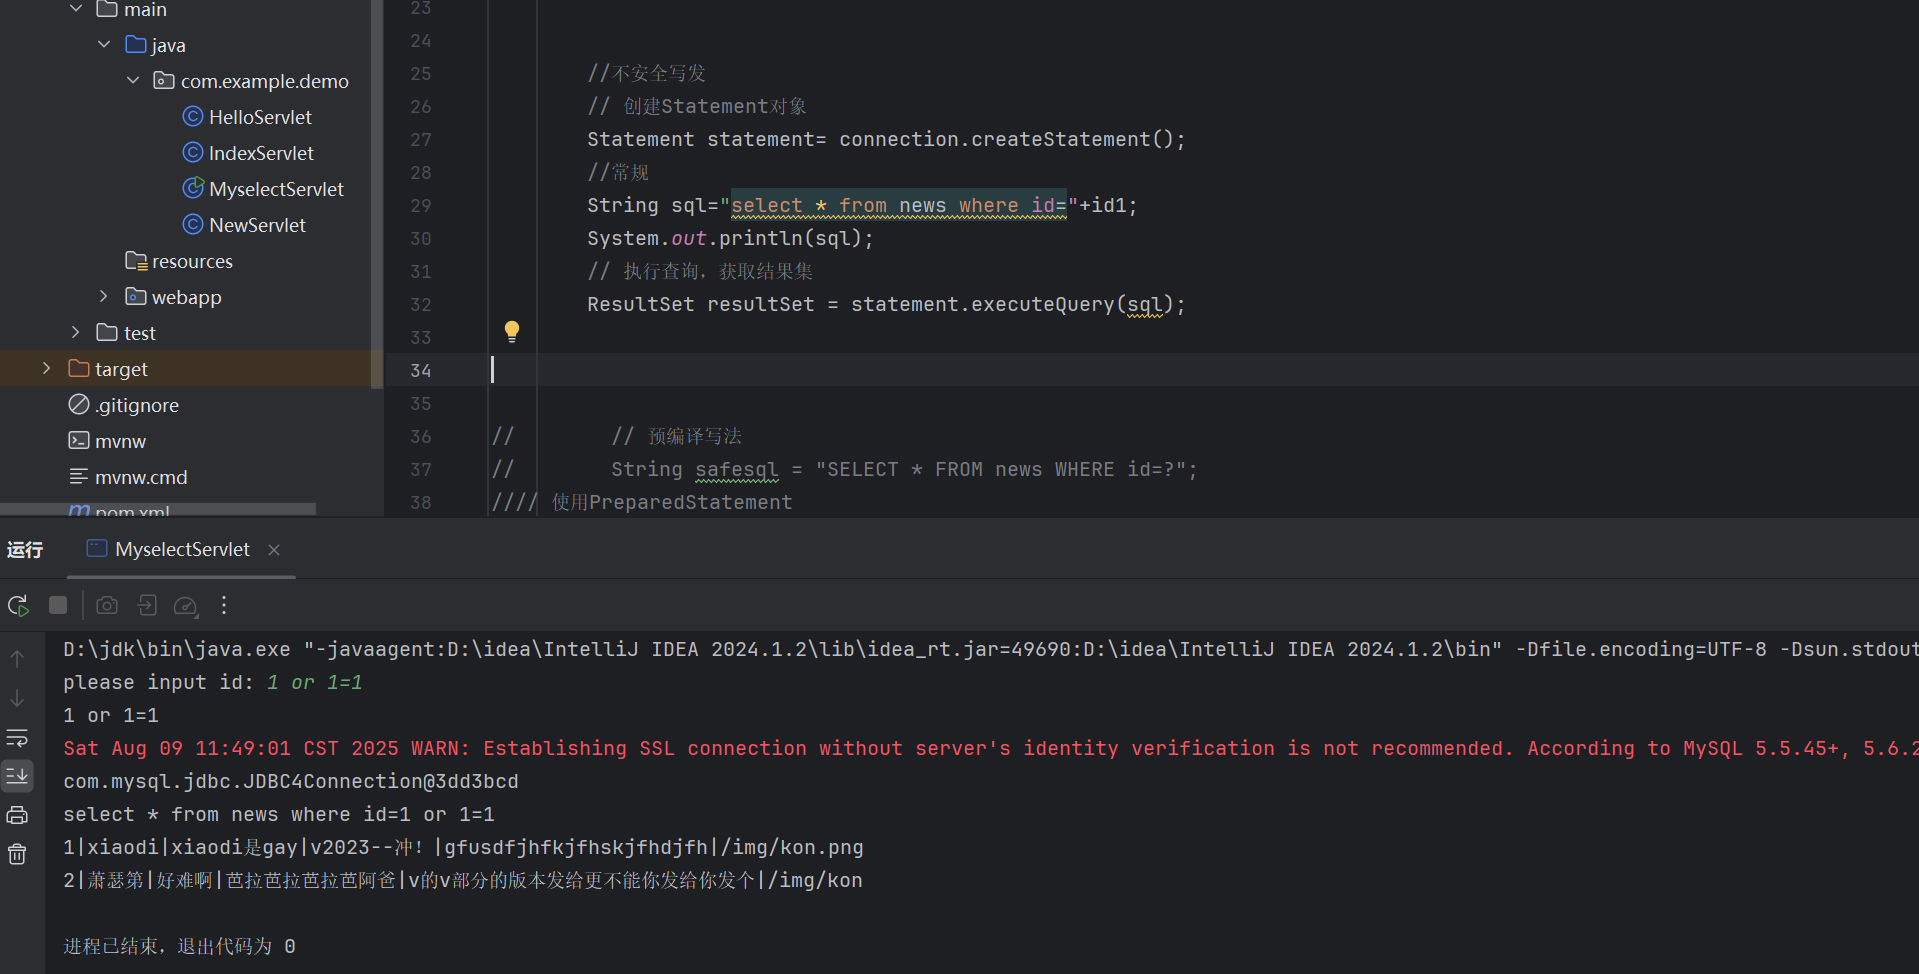 main
java
com.example.demo
HelloServlet
IndexServlet
MyselectServlet
NewServlet
resources
webapp
test
target
.gitignore
mvnw
mvnw.cmd
pom.xml
23
24
25 //不安全写发
26 // 创建Statement对象
27 Statement statement= connection.createStatement();
28 //常规
29 String sql="select * from news where id="+id1;
30 System.out.println(sql);
31 // 执行查询，获取结果集
32 ResultSet resultSet = statement.executeQuery(sql);
33
34
35
36 // // 预编译写法
37 // String safesql = "SELECT * FROM news WHERE id=?";
38 //// 使用PreparedStatement
运行 MyselectServlet
D:\jdk\bin\java.exe "-javaagent:D:\idea\IntelliJ IDEA 2024.1.2\lib\idea_rt.jar=49690:D:\idea\IntelliJ IDEA 2024.1.2\bin" -Dfile.encoding=UTF-8 -Dsun.stdout
please input id: 1 or 1=1
1 or 1=1
Sat Aug 09 11:49:01 CST 2025 WARN: Establishing SSL connection without server's identity verification is not recommended. According to MySQL 5.5.45+, 5.6.2
com.mysql.jdbc.JDBC4Connection@3dd3bcd
select * from news where id=1 or 1=1
1|xiaodi|xiaodi是gay|v2023--冲！|gfusdfjhfkjfhskjfhdjfh|/img/kon.png
2|萧瑟第|好难啊|芭拉芭拉芭拉芭阿爸|v的v部分的版本发给更不能你发给你发个|/img/kon
进程已结束，退出代码为 0